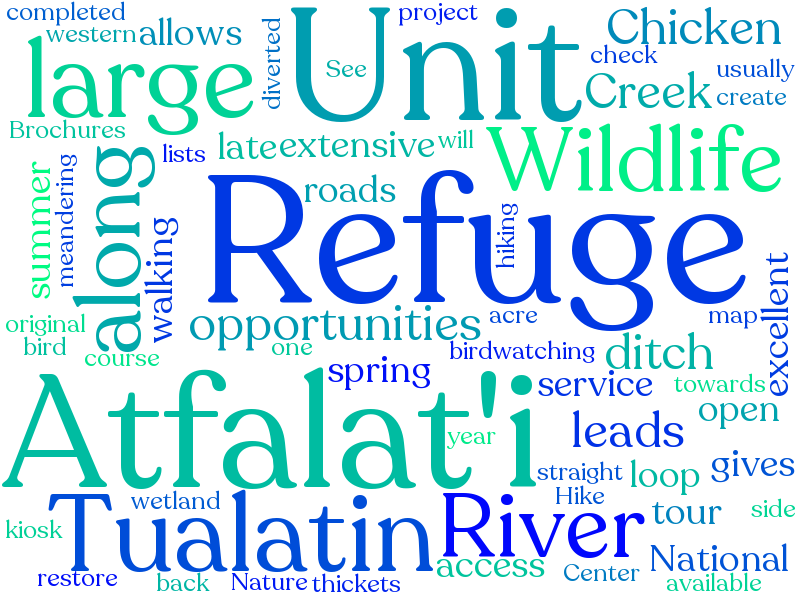 completed
project
western
allows
diverted
Unit
Chicken
large
See
check
usually
Creek
create
Brochures
lists
late
extensive
will
Wildlife
along
meandering
summer
roads
Refuge
hiking
walking
excellent
original
bird
course
opportunities
acre
map
one
birdwatching
ditch
spring
service
towards
Atfalat'i
year
leads
open
straight
loop
gives
wetland
Hike
Tualatin
River
tour
side
kiosk
access
National
restore
back
Nature
thickets
Center
available